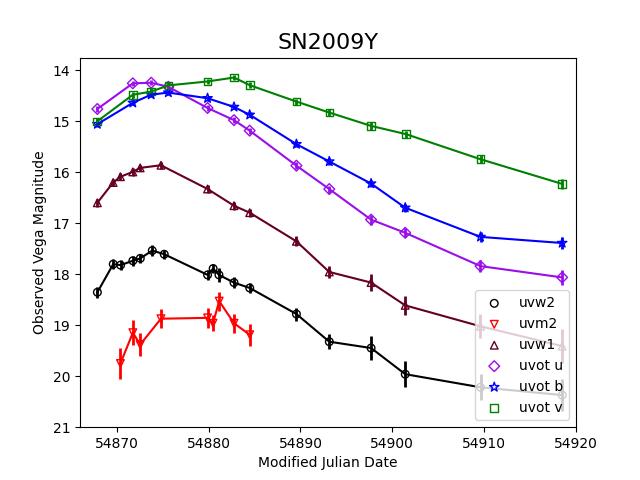 SN2009Y
Observed Vega Magnitude
14
15
16
17
18
19
20
21
54870
54880
54890
54900
54910
54920
Modified Julian Date
uvw2
uvm2
uvw1
uvot u
uvot b
uvot v